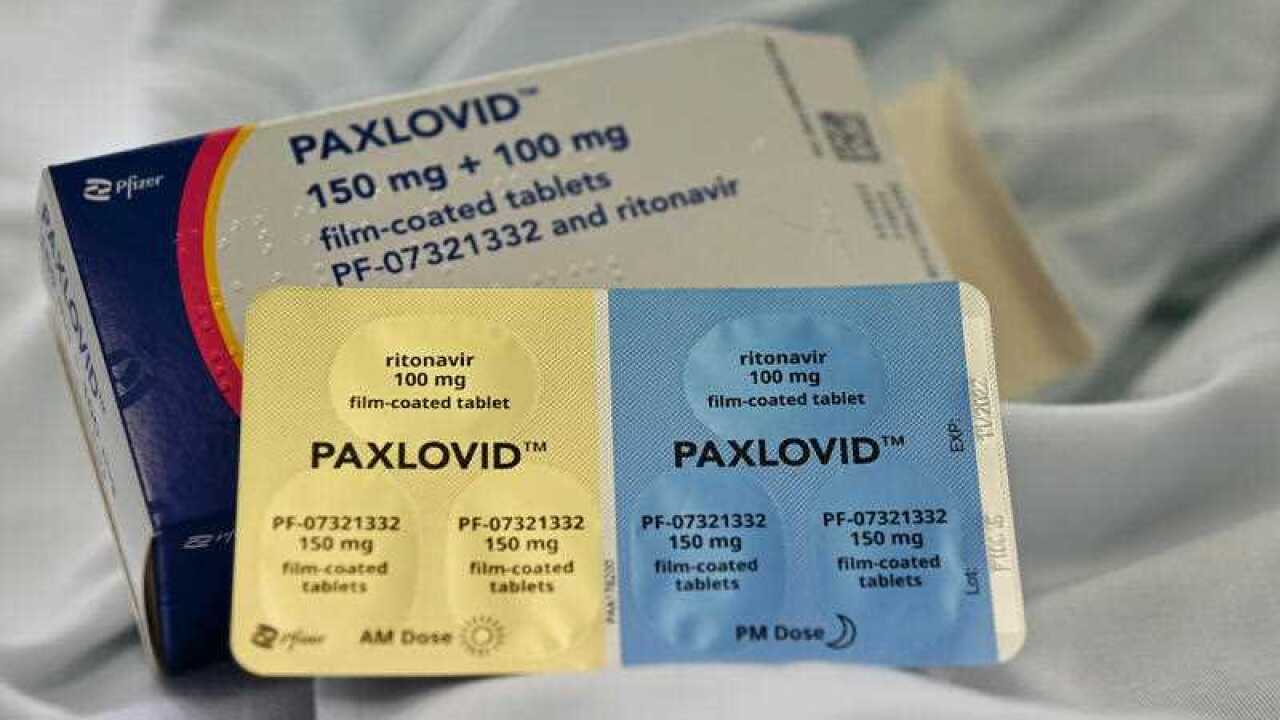 PAXLOVID™
150 mg + 100 mg
film-coated tablets
PF-07321332 and ritonavir
Pfizer
PAXLOVID™
ritonavir
100 mg
film-coated tablet
PAXLOVID™
PF-07321332
150 mg
film-coated
tablets
PF-07321332
150 mg
film-coated
tablets
Pfizer
AM Dose
ritonavir
100 mg
film-coated tablet
PAXLOVID™
PF-07321332
150 mg
film-coated
tablets
PF-07321332
150 mg
film-coated
tablets
PM Dose
EXP:
11/2022
Lot: